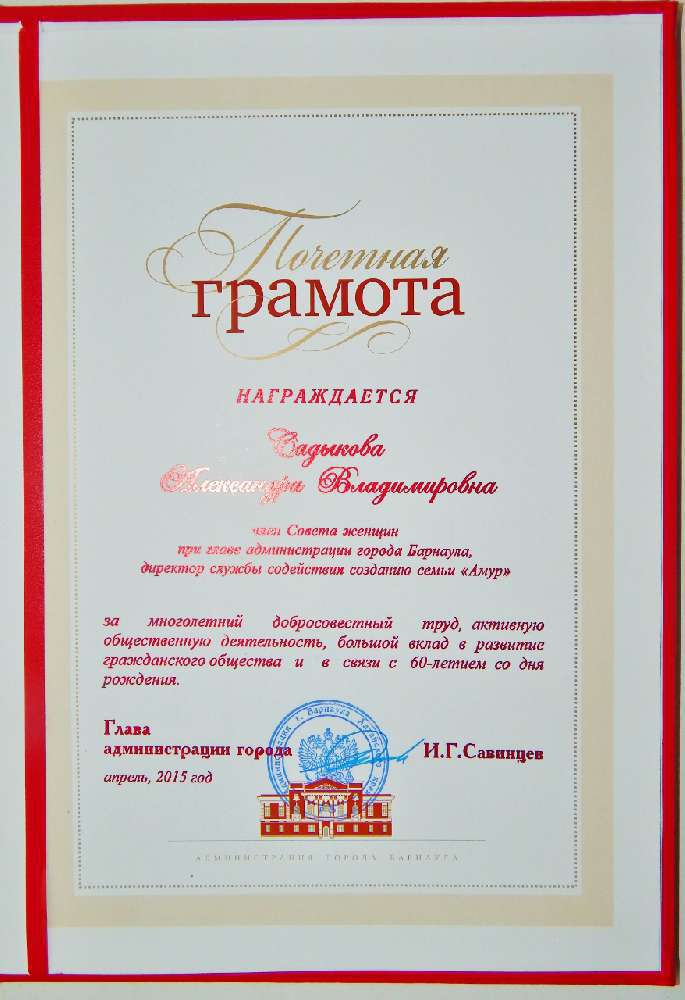 Почетная
грамота
НАГРАЖДАЕТСЯ
Садыкова
Александра Владимировна
член Совета женщин
при главе администрации города Барнаула,
директор службы содействия созданию семьи «Амур»
за многолетний добросовестный труд, активную
общественную деятельность, большой вклад в развитие
гражданского общества и в связи с 60-летием со дня
рождения.
Глава
администрации города И.Г.Савинцев
апрель, 2015 год
АДМИНИСТРАЦИЯ ГОРОДА БАРНАУЛА